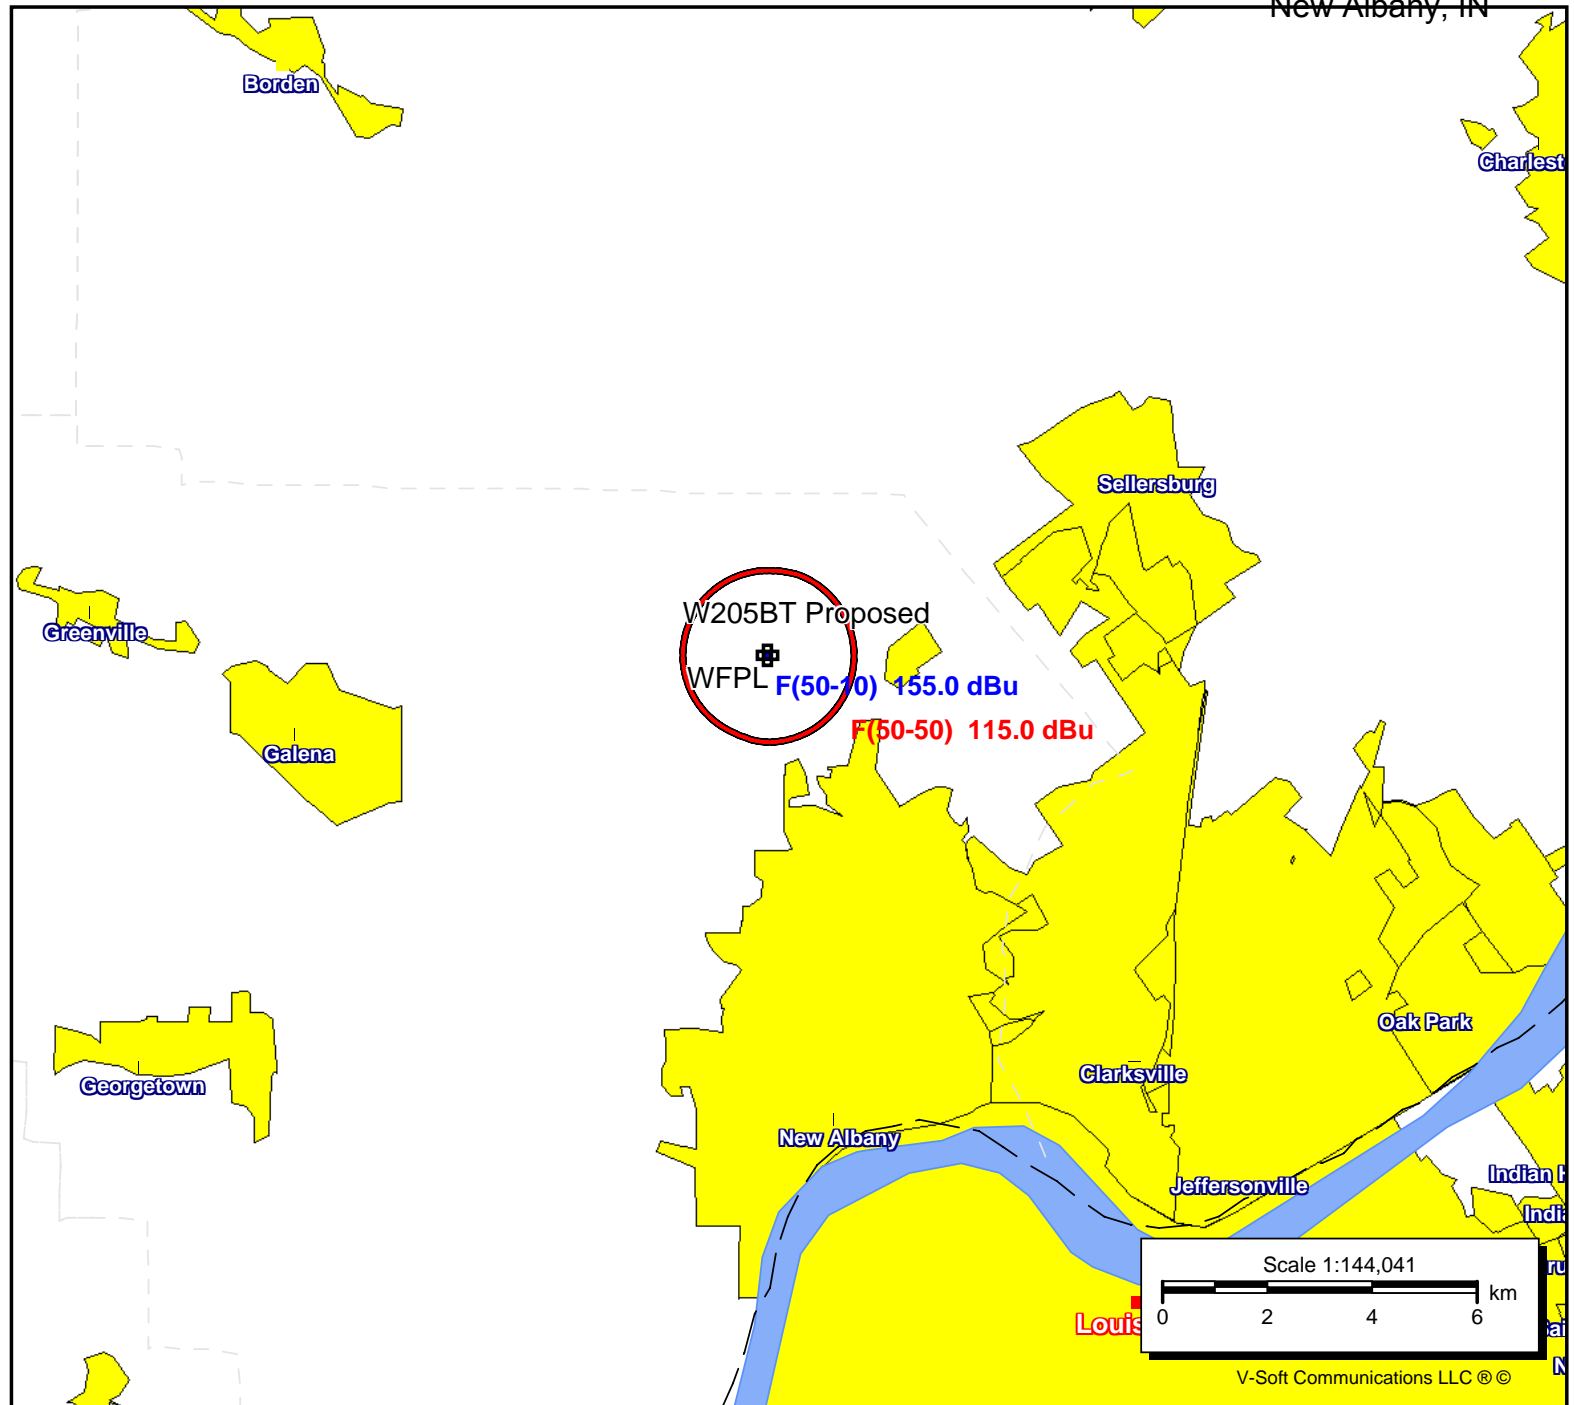 New Albany, IN
Borden
Charlest
Sellersburg
W205BT Proposed
Greenville
WFPL
F(50-10) 155.0 dBu
F(50-50) 115.0 dBu
Galena
Oak Park
Clarksville
Georgetown
New Albany
Indian H
Jeffersonville
India
Scale 1:144,041
km
0 2 4 6
Louis
V-Soft Communications LLC ® ©